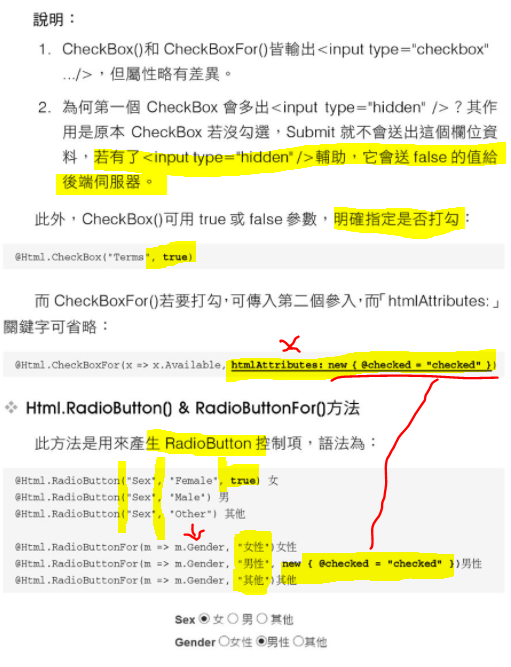 說明：
1. CheckBox()和 CheckBoxFor()皆輸出<input type="checkbox"
.../>，但屬性略有差異。
2. 為何第一個 CheckBox 會多出<input type="hidden" />？其作
用是原本 CheckBox 若沒勾選，Submit 就不會送出這個欄位資
料，若有了<input type="hidden"/>輔助，它會送 false 的值給
後端伺服器。
此外，CheckBox()可用 true 或 false 參數，明確指定是否打勾：
@Html.CheckBox("Terms", true)
而 CheckBoxFor()若要打勾，可傳入第二個參入，而「htmlAttributes:」
關鍵字可省略：
@Html.CheckBoxFor(x => x.Available, htmlAttributes: new { @checked = "checked" })
❖ Html.RadioButton() & RadioButtonFor()方法
此方法是用來產生 RadioButton 控制項，語法為：
@Html.RadioButton("Sex", "Female", true) 女
@Html.RadioButton("Sex", "Male") 男
@Html.RadioButton("Sex", "Other") 其他
@Html.RadioButtonFor(m => m.Gender, "女性")女性
@Html.RadioButtonFor(m => m.Gender, "男性", new { @checked = "checked" })男性
@Html.RadioButtonFor(m => m.Gender, "其他")其他
Sex 女 男 其他
Gender 女性 男性 其他